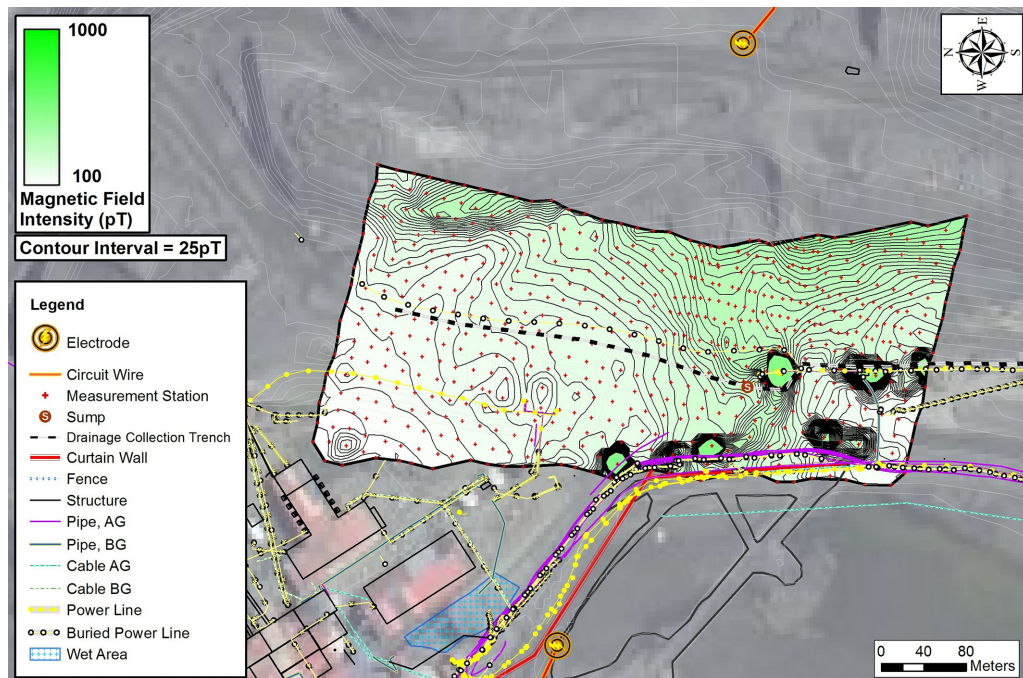 1000
100
Magnetic Field
Intensity (pT)
Contour Interval = 25pT
Legend
Electrode
Circuit Wire
Measurement Station
S Sump
Drainage Collection Trench
Curtain Wall
Fence
Structure
Pipe, AG
Pipe, BG
Cable AG
Cable BG
Power Line
Buried Power Line
Wet Area
E
N S
W
S
0 40 80
Meters